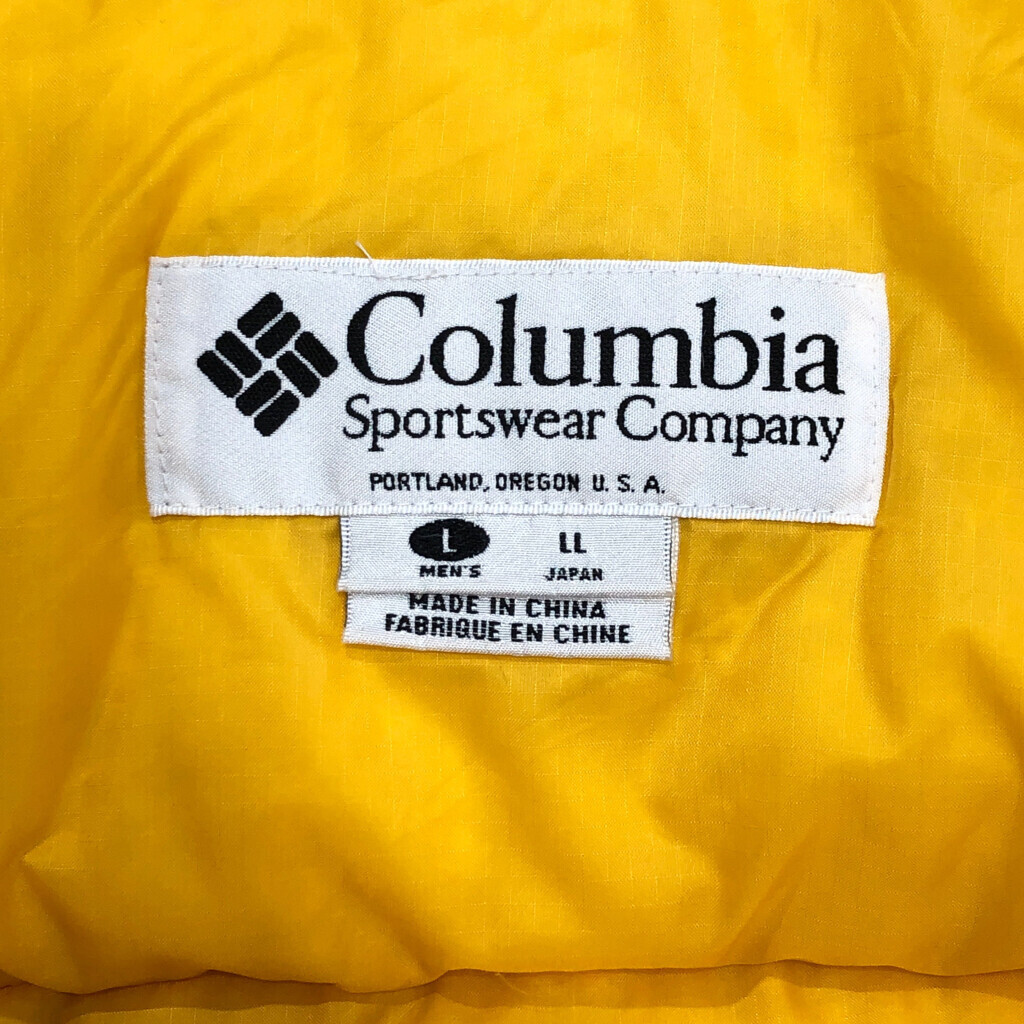 Columbia
Sportswear Company
PORTLAND, OREGON U. S. A.
L LL
MEN'S JAPAN
MADE IN CHINA
FABRIQUE EN CHINE